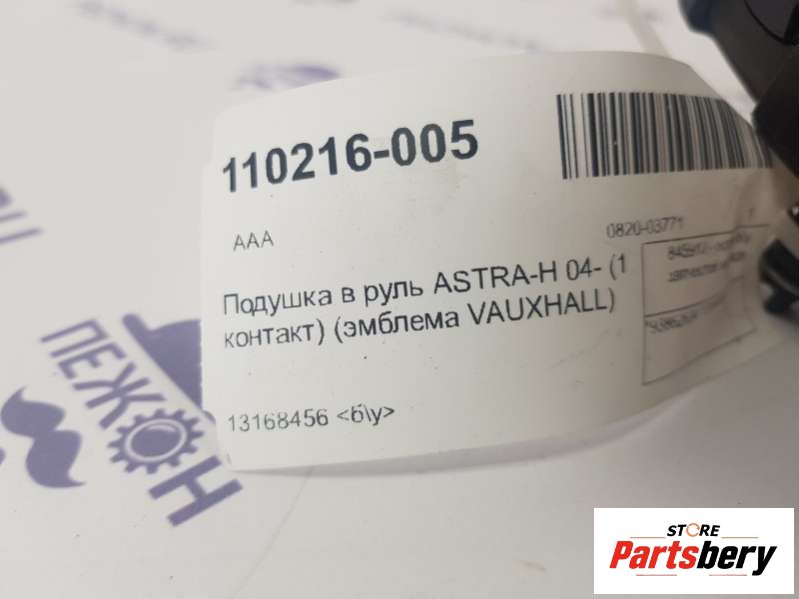 110216-005
AAA
0820-03771
Подушка в руль ASTRA-H 04- (1
контакт) (эмблема VAUXHALL)
13168456 <б\у>
ПЕЖОН
STORE
Partsbery